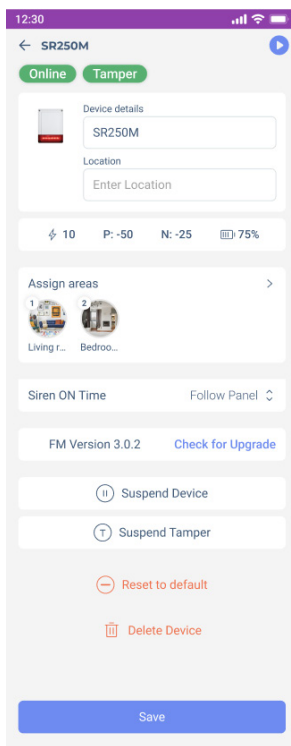 12:30
SR250M
Online Tamper
Device details
SR250M
Location
Enter Location
10 P: -50 N: -25 75%
Assign areas
1 2
Living r... Bedroo...
Siren ON Time Follow Panel
FM Version 3.0.2 Check for Upgrade
Suspend Device
T Suspend Tamper
Reset to default
Delete Device
Save